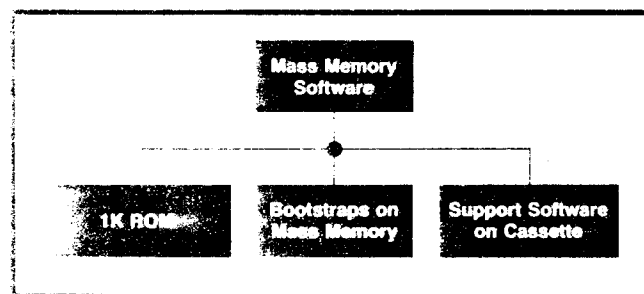 Mass Memory
Software
1K ROM
Bootstraps on
Mass Memory
Support Software
on Cassette